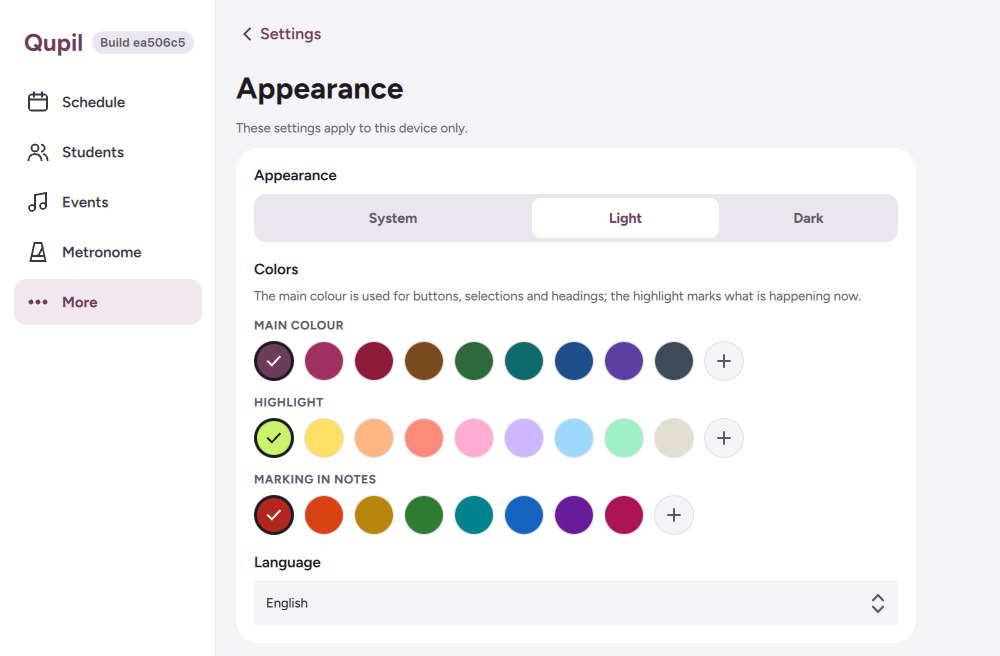 Qupil
Build ea506c5
Schedule
Students
Events
Metronome
More
Settings
Appearance
These settings apply to this device only.
Appearance
System
Light
Dark
Colors
The main colour is used for buttons, selections and headings; the highlight marks what is happening now.
MAIN COLOUR
HIGHLIGHT
MARKING IN NOTES
Language
English